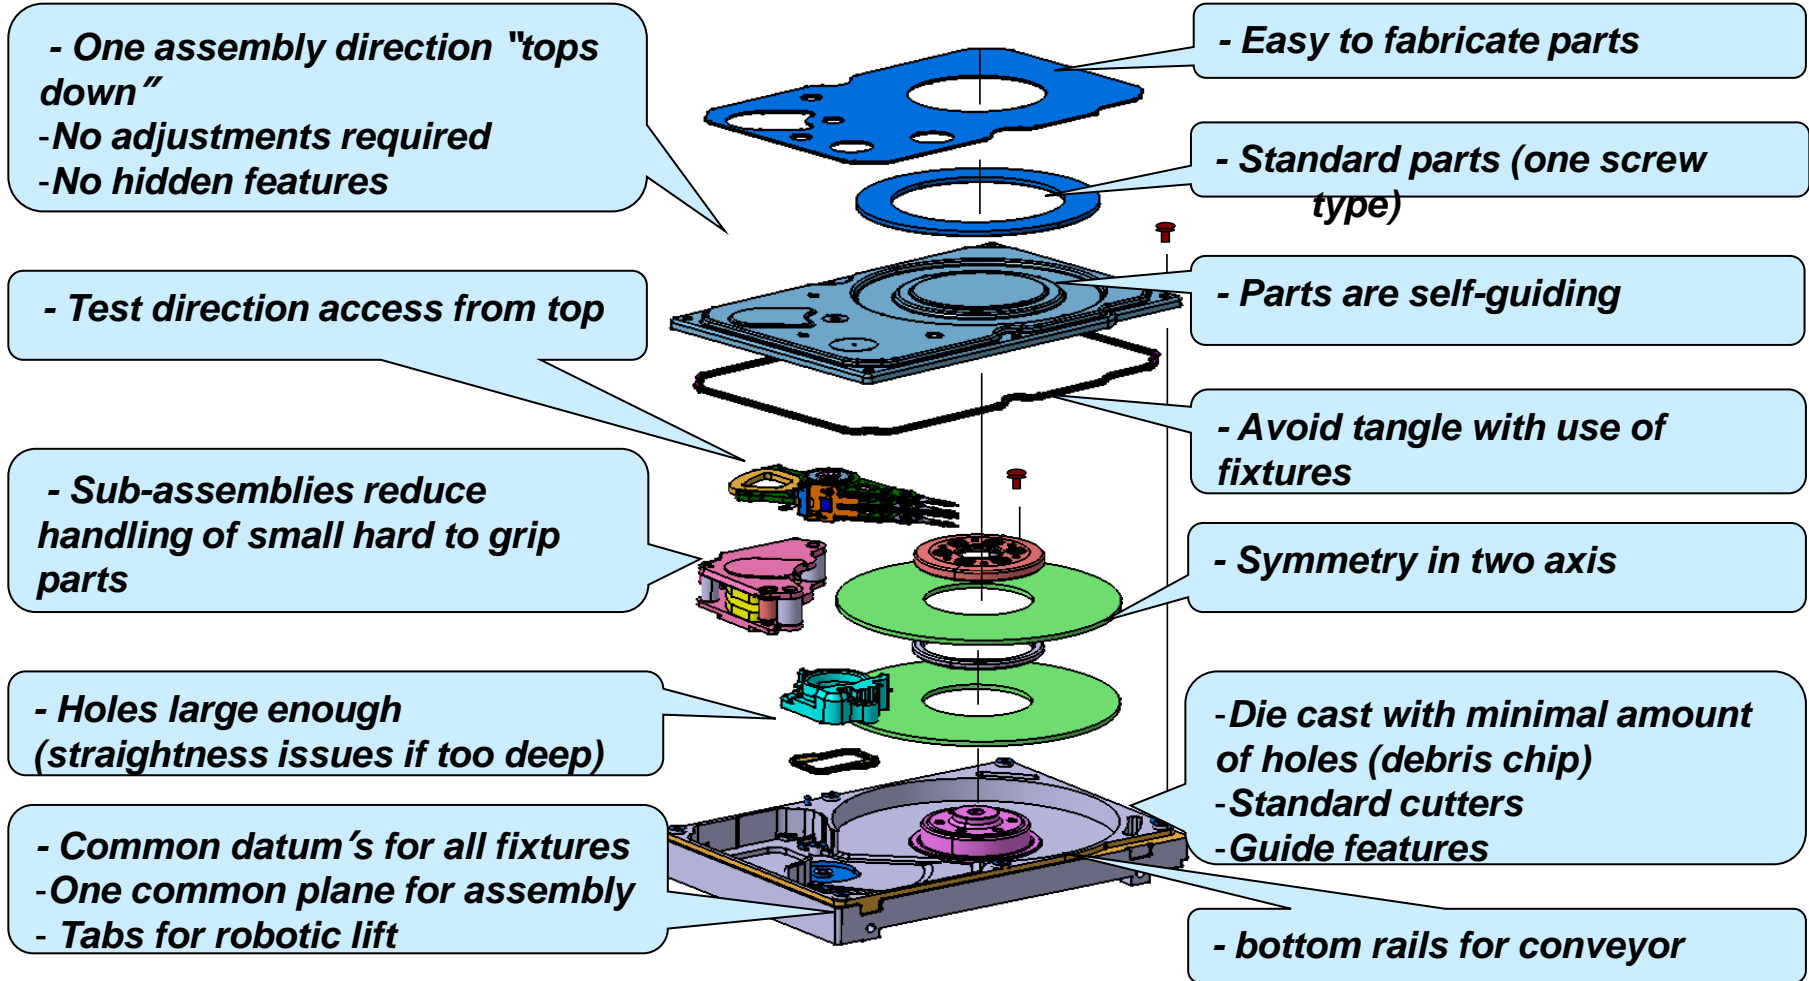 - One assembly direction "tops
down”
-No adjustments required
-No hidden features
- Test direction access from top
- Sub-assemblies reduce
handling of small hard to grip
parts
- Holes large enough
(straightness issues if too deep)
- Common datum’s for all fixtures
-One common plane for assembly
- Tabs for robotic lift
- Easy to fabricate parts
- Standard parts (one screw
type)
- Parts are self-guiding
- Avoid tangle with use of
fixtures
- Symmetry in two axis
-Die cast with minimal amount
of holes (debris chip)
-Standard cutters
-Guide features
- bottom rails for conveyor